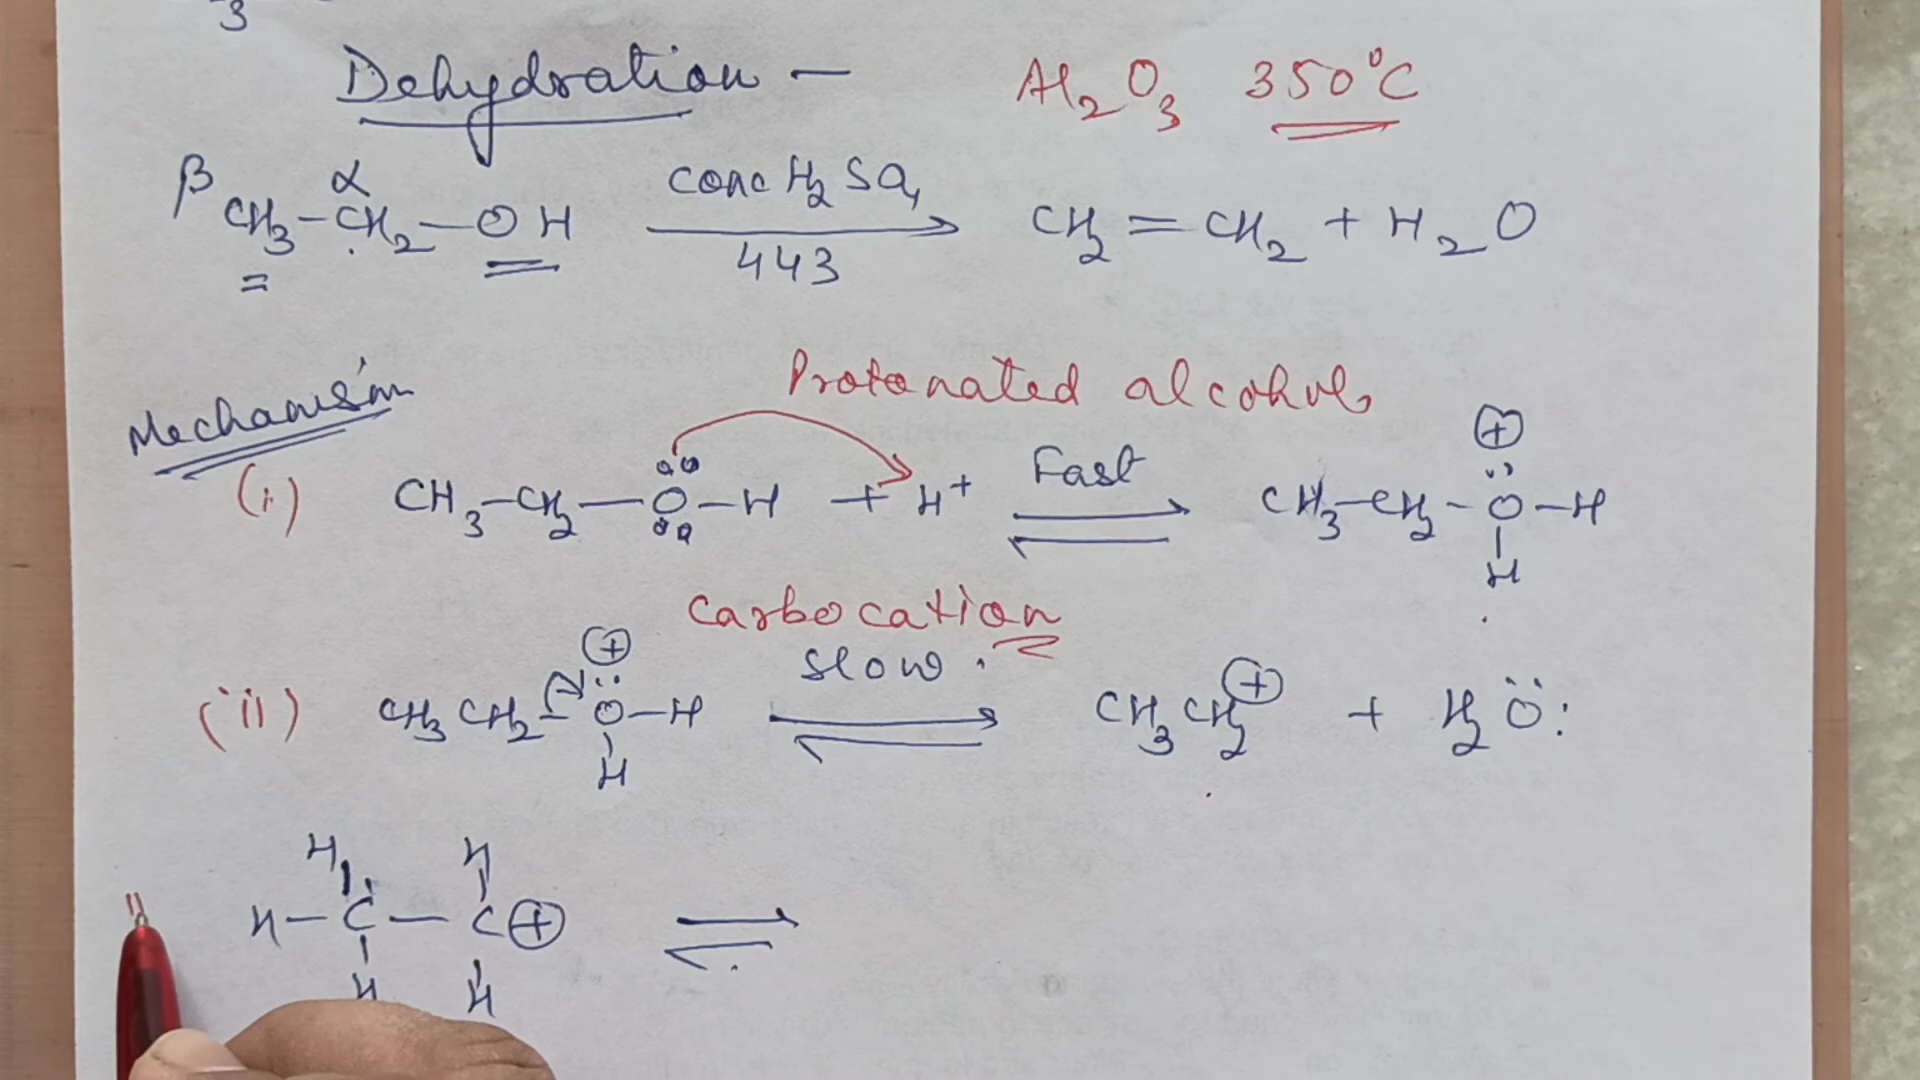 3
Dehydration – Al2O3 350°C
β α
CH3–CH2–OH conc H2SO4 443 → CH2=CH2 + H2O
Mechanism
Protonated alcohol
(i) CH3–CH2–O–H + H+ Fast ⇌ CH3–CH2–O–H
⊕
H
Carbocation
(ii) CH3CH2–O–H slow ⇌ CH3CH2⊕ + H2O:
⊕
H
H H
H–C–C⊕ ⇌
H H